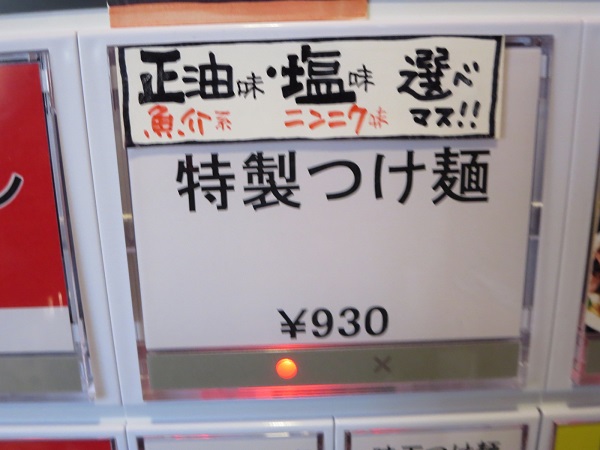 正油味・塩味 選べ
魚介系 ニンニク味 マス!!
特製つけ麺
¥930
×